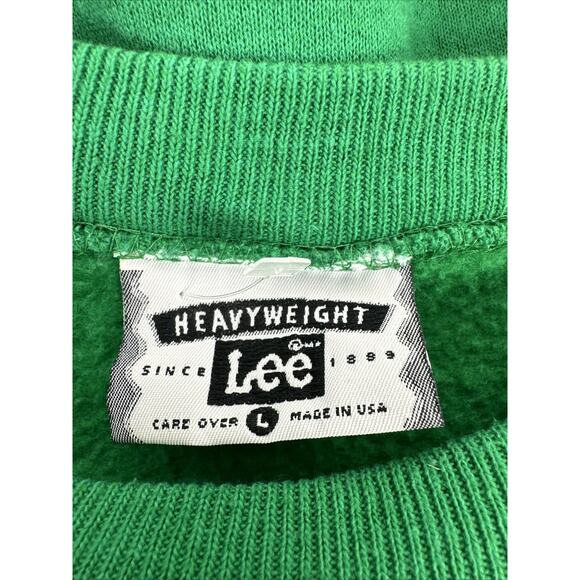 HEAVYWEIGHT
Lee ®
SINCE 1889
CARE OVER L MADE IN USA